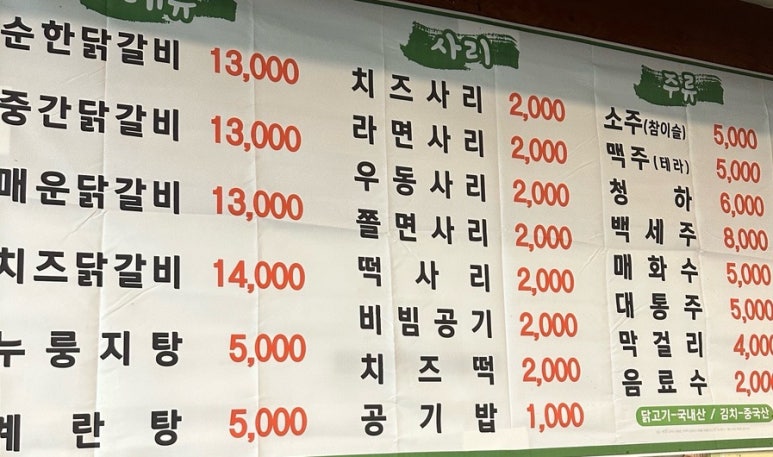 순한닭갈비 13,000
중간닭갈비 13,000
매운닭갈비 13,000
치즈닭갈비 14,000
누룽지탕 5,000
계란탕 5,000
사리
치즈사리 2,000
라면사리 2,000
우동사리 2,000
쫄면사리 2,000
떡사리 2,000
비빔공기 2,000
치즈떡 2,000
공기밥 1,000
주류
소주(참이슬) 5,000
맥주(테라) 5,000
청하 6,000
백세주 8,000
매화수 5,000
대통주 5,000
막걸리 4,000
음료수 2,000
닭고기-국내산 / 김치-중국산